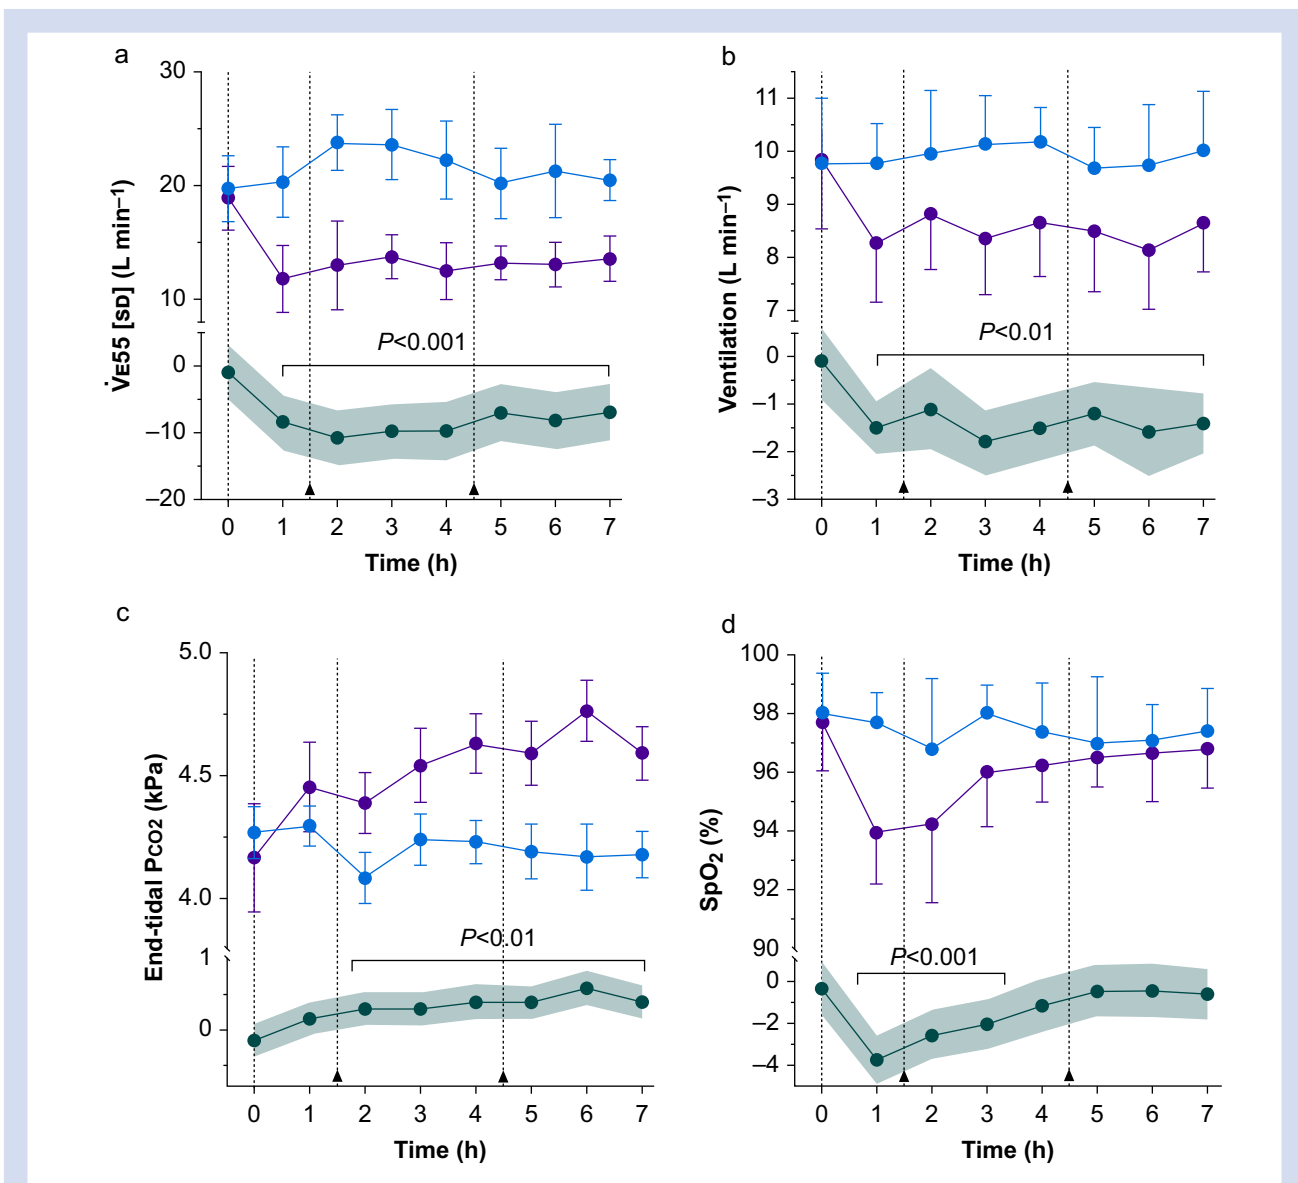 a
30
20
10
0
–10
–20
V̇E55 [SD] (L min–1)
P<0.001
0 1 2 3 4 5 6 7
Time (h)
b
11
10
9
8
7
0
–1
–2
–3
Ventilation (L min–1)
P<0.01
0 1 2 3 4 5 6 7
Time (h)
c
5.0
4.5
4.0
1
0
End-tidal PCO2 (kPa)
P<0.01
0 1 2 3 4 5 6 7
Time (h)
d
100
98
96
94
92
90
0
–2
–4
SpO2 (%)
P<0.001
0 1 2 3 4 5 6 7
Time (h)